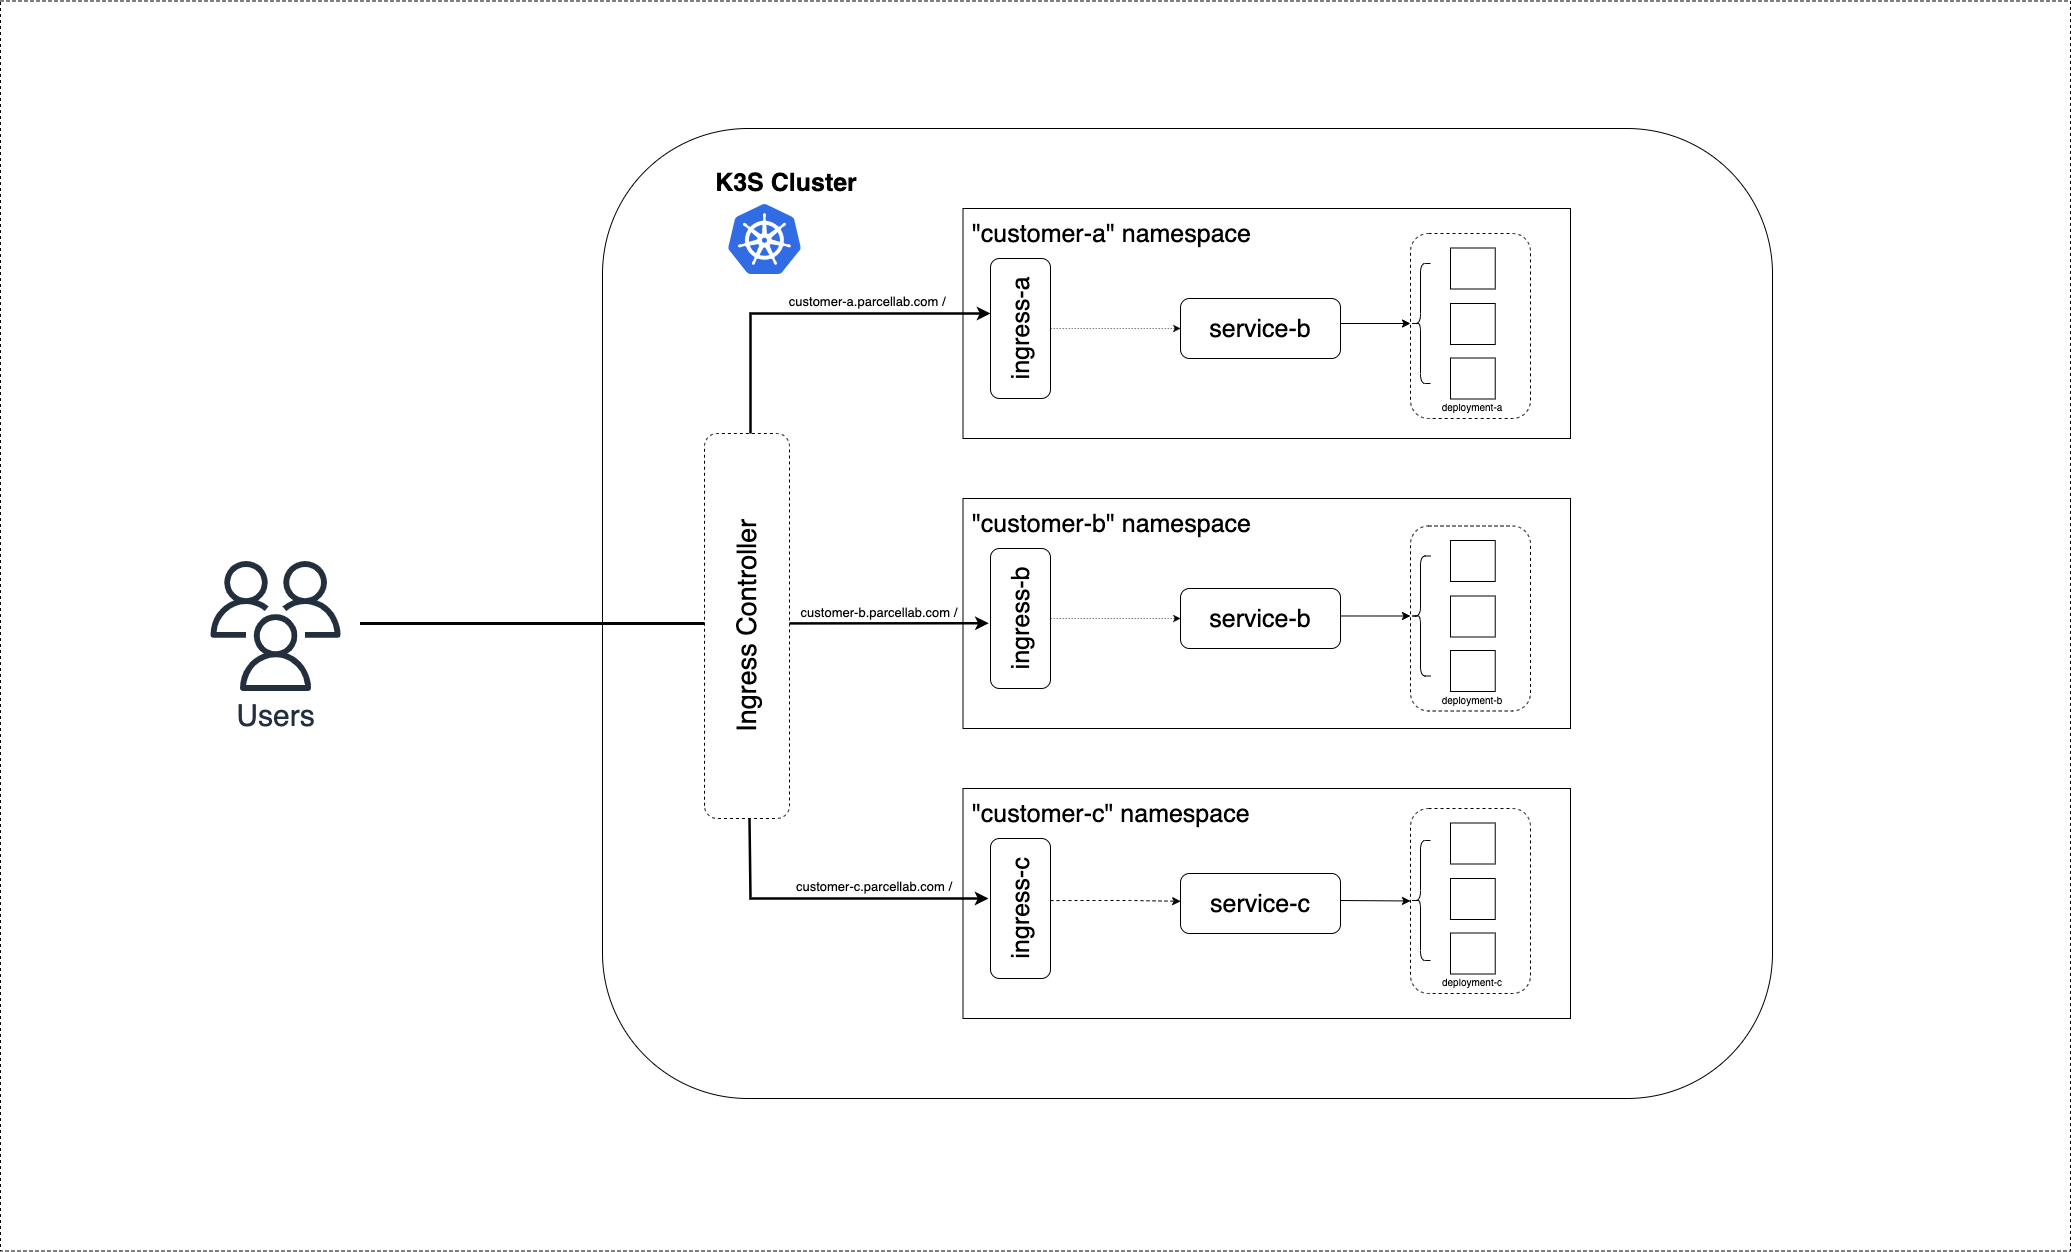 K3S Cluster
"customer-a" namespace
customer-a.parcellab.com /
ingress-a
service-b
deployment-a
Ingress Controller
"customer-b" namespace
customer-b.parcellab.com /
ingress-b
service-b
deployment-b
Users
"customer-c" namespace
customer-c.parcellab.com /
ingress-c
service-c
deployment-c